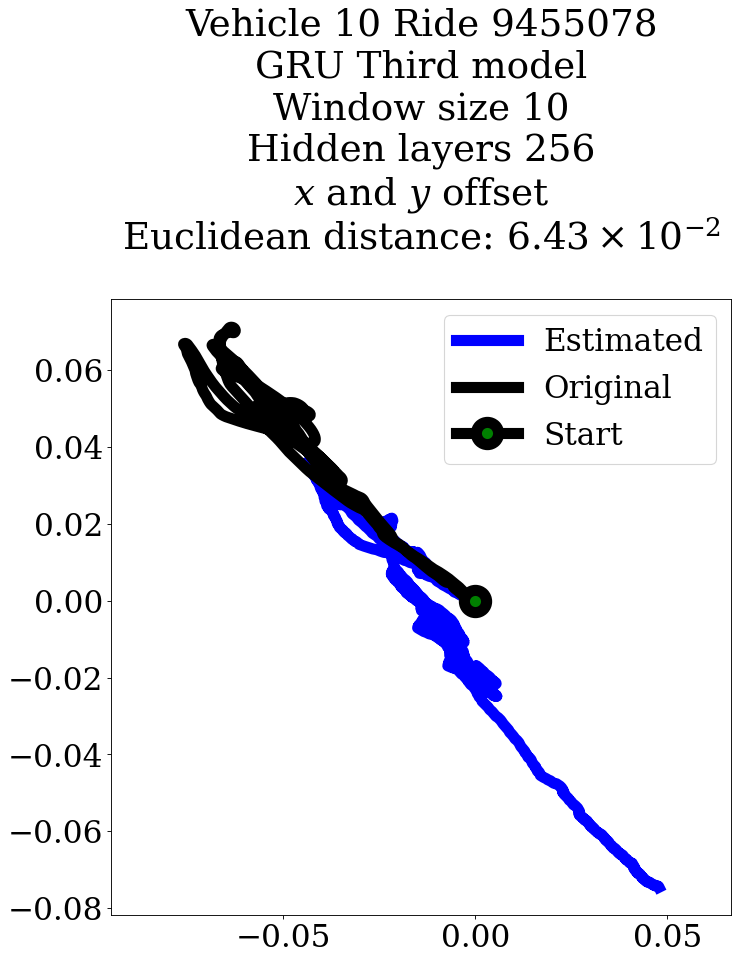 Vehicle 10 Ride 9455078
GRU Third model
Window size 10
Hidden layers 256
x and y offset
Euclidean distance: 6.43 × 10⁻²
Estimated
Original
Start
0.06
0.04
0.02
0.00
−0.02
−0.04
−0.06
−0.08
−0.05 0.00 0.05